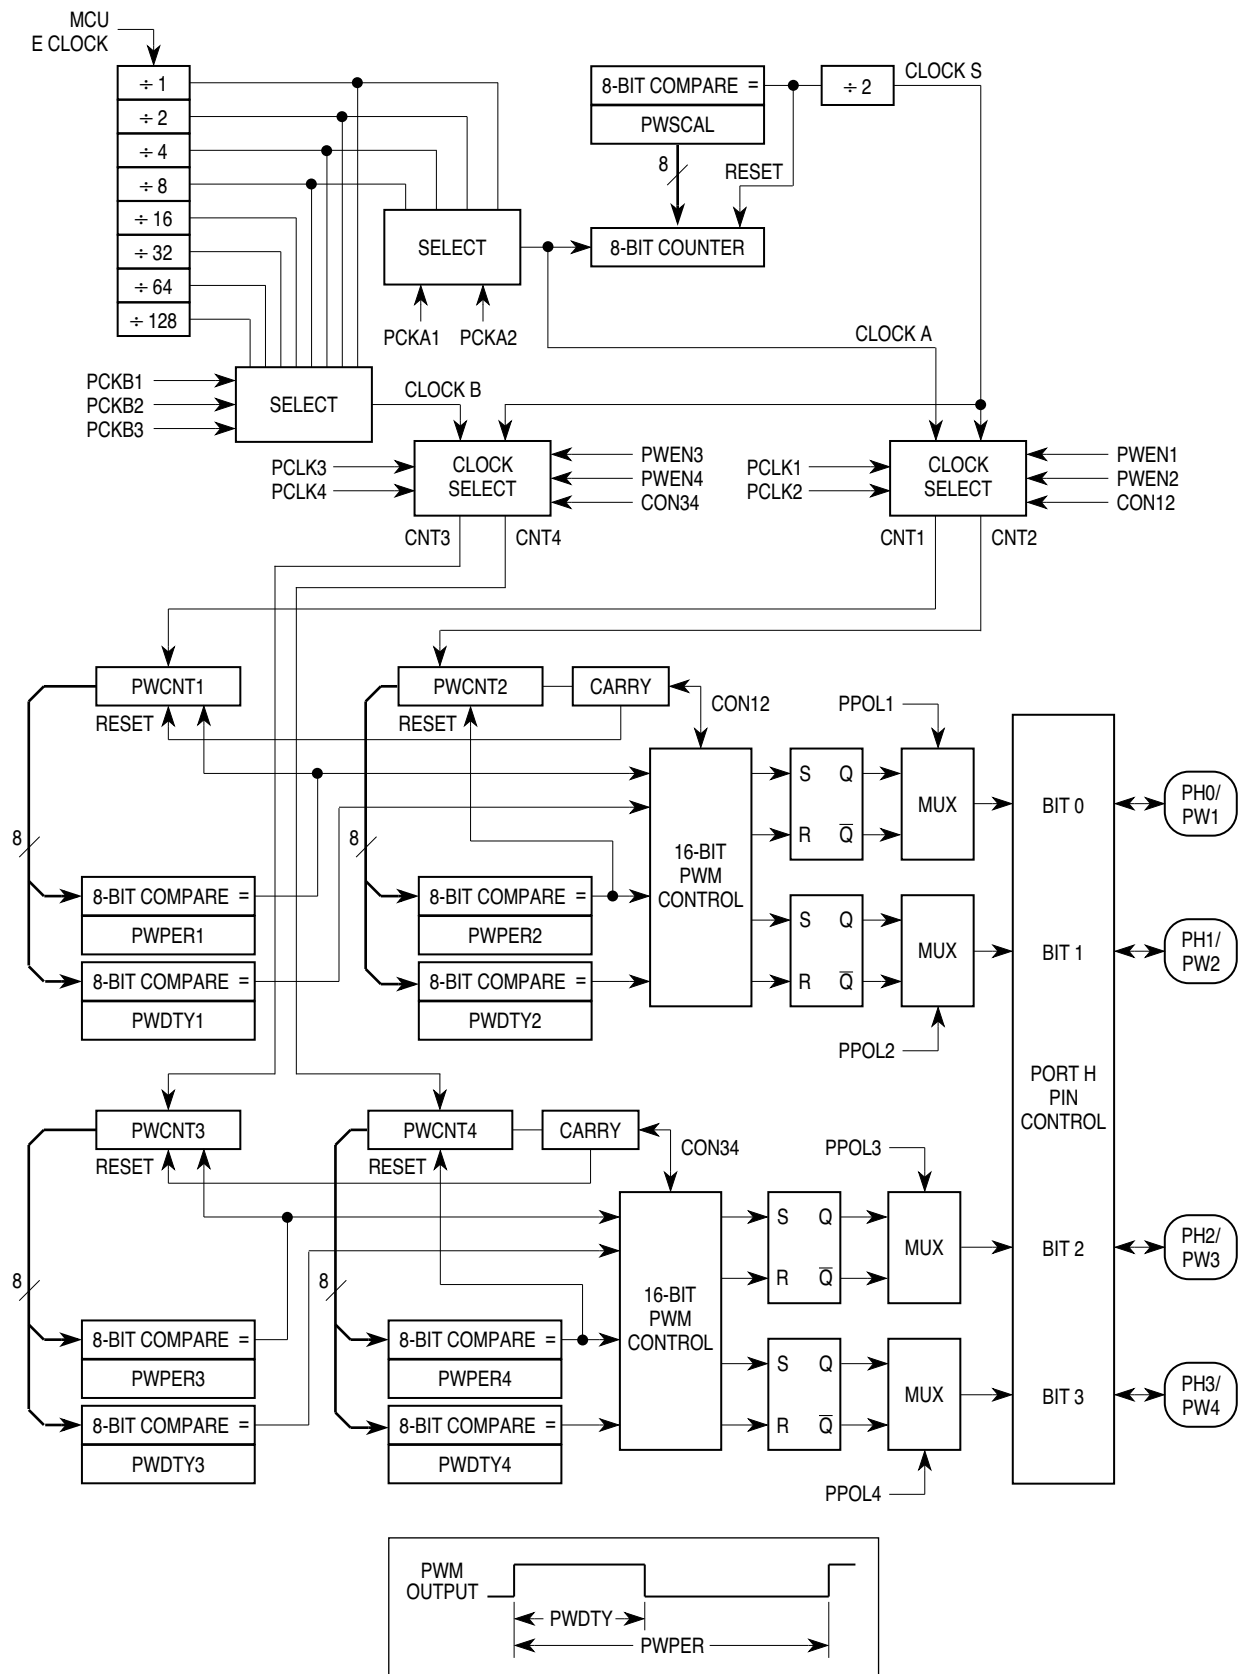 MCU
E CLOCK
÷ 1
÷ 2
÷ 4
÷ 8
÷ 16
÷ 32
÷ 64
÷ 128
8-BIT COMPARE =
PWSCAL
÷ 2
CLOCK S
8
RESET
SELECT
8-BIT COUNTER
PCKA1
PCKA2
CLOCK A
PCKB1
PCKB2
PCKB3
SELECT
CLOCK B
PCLK3
PCLK4
CLOCK
SELECT
PWEN3
PWEN4
CON34
PCLK1
PCLK2
CLOCK
SELECT
PWEN1
PWEN2
CON12
CNT3
CNT4
CNT1
CNT2
PWCNT1
RESET
PWCNT2
RESET
CARRY
CON12
PPOL1
8
8
8-BIT COMPARE =
PWPER1
8-BIT COMPARE =
PWDTY1
8-BIT COMPARE =
PWPER2
8-BIT COMPARE =
PWDTY2
16-BIT
PWM
CONTROL
S Q
R Q̅
MUX
S Q
R Q̅
MUX
PPOL2
BIT 0
BIT 1
PORT H
PIN
CONTROL
BIT 2
BIT 3
PH0/
PW1
PH1/
PW2
PH2/
PW3
PH3/
PW4
PWCNT3
RESET
PWCNT4
RESET
CARRY
CON34
PPOL3
8
8
8-BIT COMPARE =
PWPER3
8-BIT COMPARE =
PWDTY3
8-BIT COMPARE =
PWPER4
8-BIT COMPARE =
PWDTY4
16-BIT
PWM
CONTROL
S Q
R Q̅
MUX
S Q
R Q̅
MUX
PPOL4
PWM
OUTPUT
PWDTY
PWPER